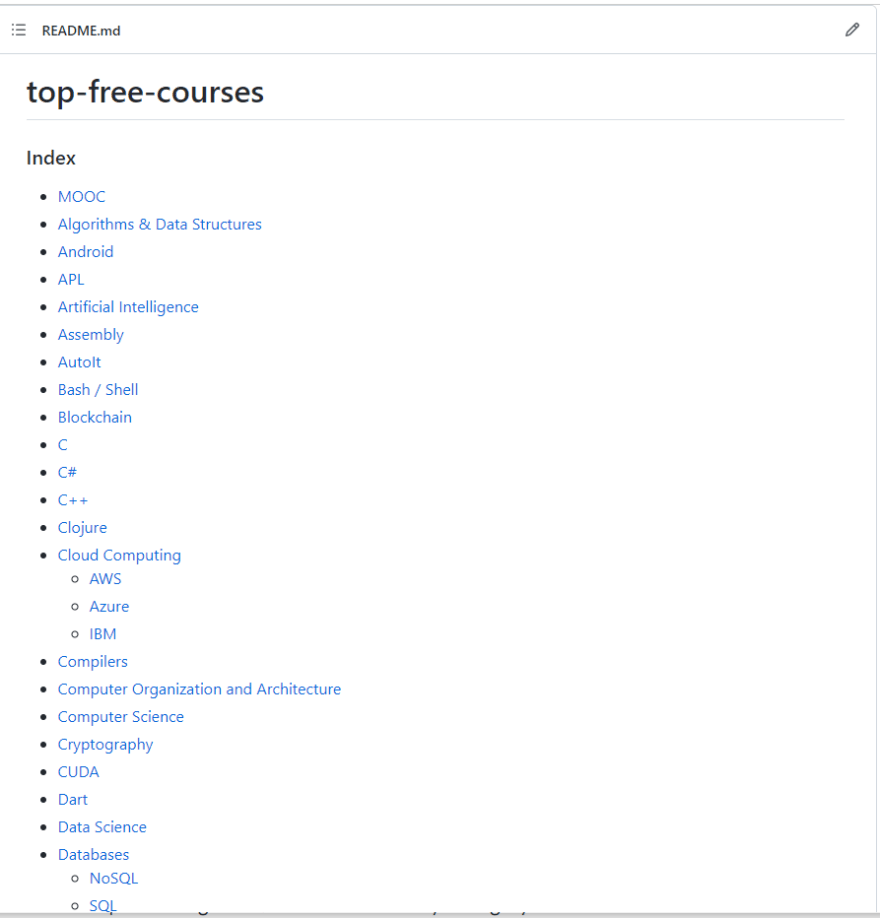 README.md
top-free-courses
Index
MOOC
Algorithms & Data Structures
Android
APL
Artificial Intelligence
Assembly
AutoIt
Bash / Shell
Blockchain
C
C#
C++
Clojure
Cloud Computing
AWS
Azure
IBM
Compilers
Computer Organization and Architecture
Computer Science
Cryptography
CUDA
Dart
Data Science
Databases
NoSQL
SQL